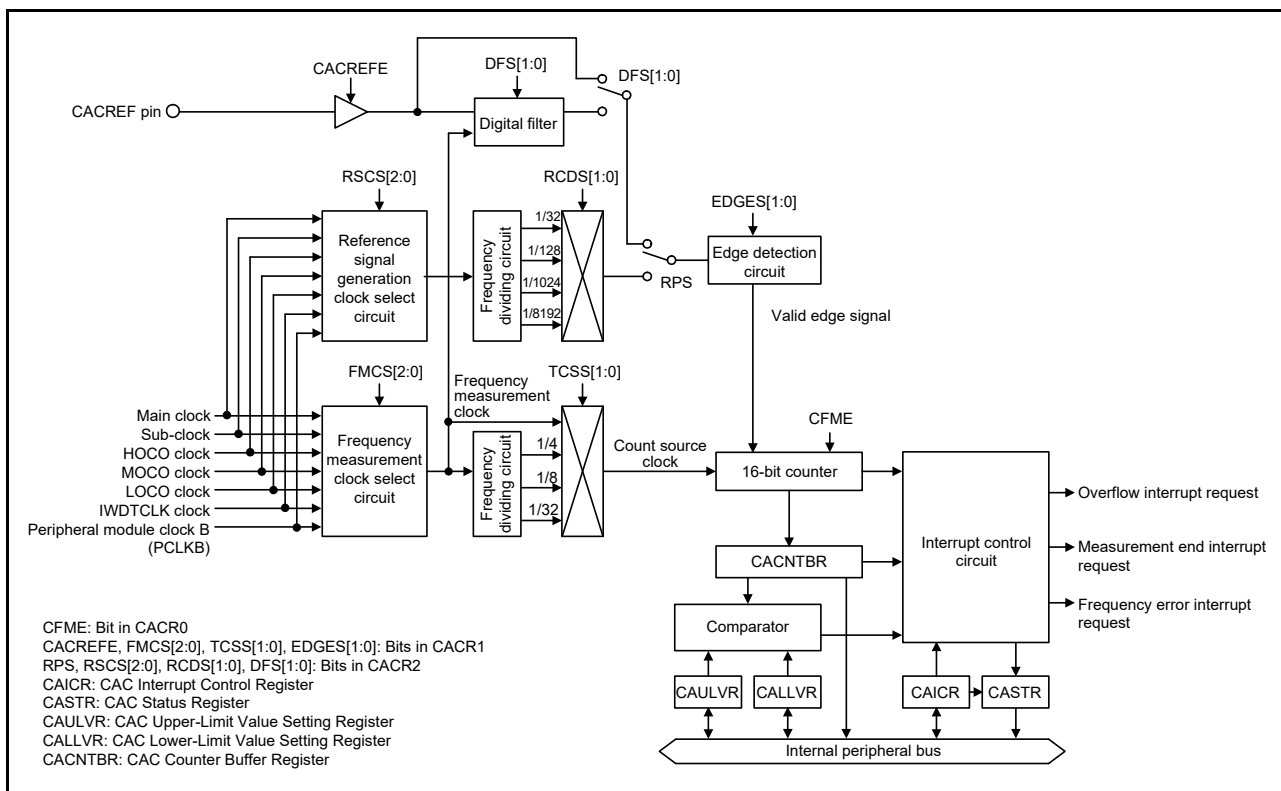 CACREFE
DFS[1:0]
DFS[1:0]
CACREF pin
Digital filter
RSCS[2:0]
RCDS[1:0]
EDGES[1:0]
Reference
signal
generation
clock select
circuit
Frequency
dividing circuit
1/32
1/128
1/1024
1/8192
RPS
Edge detection
circuit
Valid edge signal
FMCS[2:0]
Frequency
measurement
clock
TCSS[1:0]
CFME
Main clock
Sub-clock
HOCO clock
MOCO clock
LOCO clock
IWDTCLK clock
Peripheral module clock B
(PCLKB)
Frequency
measurement
clock select
circuit
Frequency
dividing circuit
1/4
1/8
1/32
Count source
clock
16-bit counter
CACNTBR
Comparator
CAULVR
CALLVR
CAICR
CASTR
Interrupt control
circuit
Overflow interrupt request
Measurement end interrupt
request
Frequency error interrupt
request
Internal peripheral bus
CFME: Bit in CACR0
CACREFE, FMCS[2:0], TCSS[1:0], EDGES[1:0]: Bits in CACR1
RPS, RSCS[2:0], RCDS[1:0], DFS[1:0]: Bits in CACR2
CAICR: CAC Interrupt Control Register
CASTR: CAC Status Register
CAULVR: CAC Upper-Limit Value Setting Register
CALLVR: CAC Lower-Limit Value Setting Register
CACNTBR: CAC Counter Buffer Register